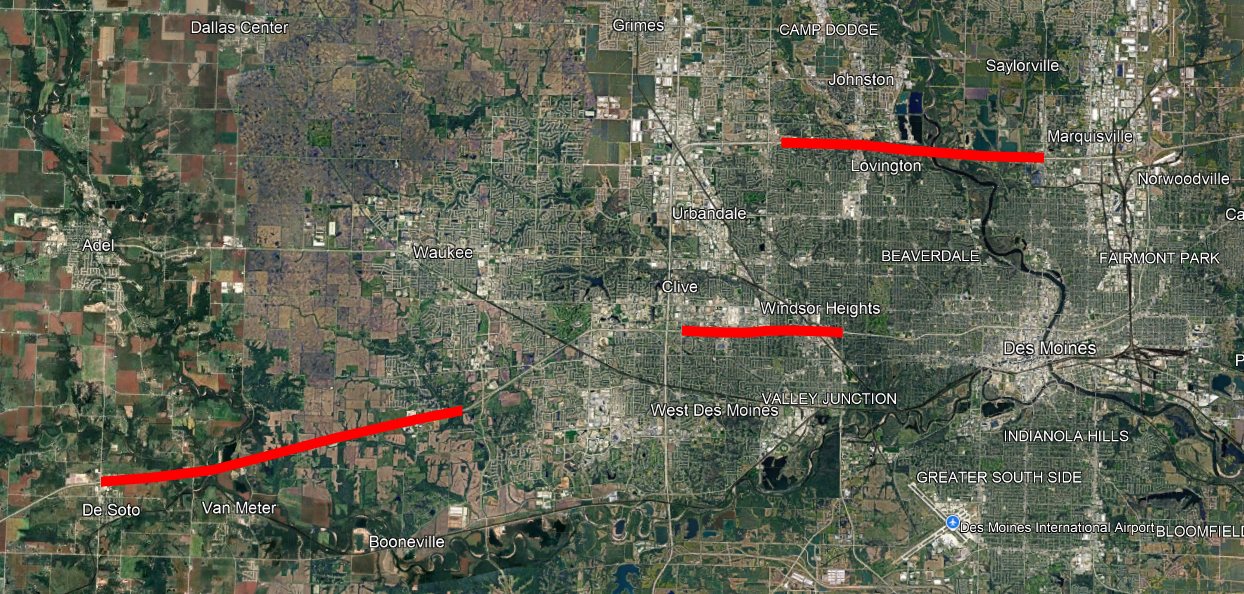 Dallas Center
Grimes
CAMP DODGE
Saylorville
Johnston
Marquisville
Lovington
Norwoodville
Ca
Urbandale
Adel
Waukee
BEAVERDALE
FAIRMONT PARK
Clive
Windsor Heights
Des Moines
P
VALLEY JUNCTION
West Des Moines
INDIANOLA HILLS
GREATER SOUTH SIDE
De Soto
Van Meter
Des Moines International Airport
BLOOMFIELD
Booneville